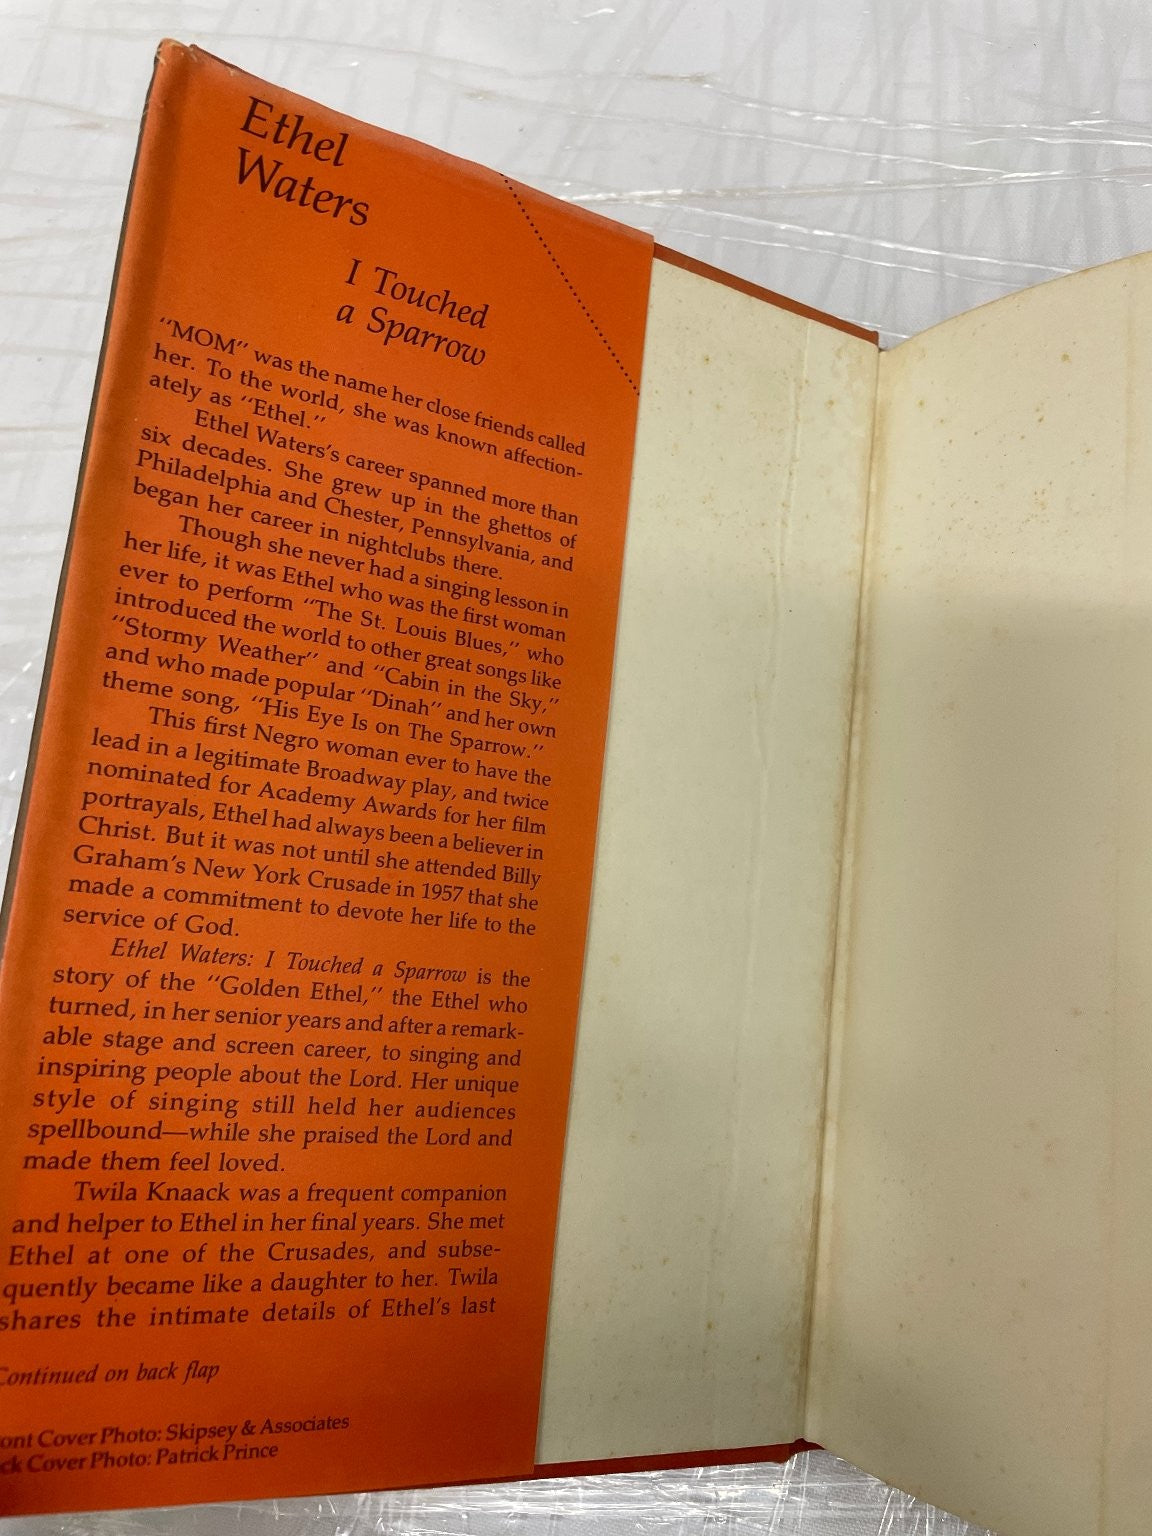 Ethel
Waters
I Touched
a Sparrow
“MOM” was the name her close friends called
her. To the world, she was known affection-
ately as “Ethel.”
Ethel Waters's career spanned more than
six decades. She grew up in the ghettos of
Philadelphia and Chester, Pennsylvania, and
began her career in nightclubs there.
Though she never had a singing lesson in
her life, it was Ethel who was the first woman
ever to perform “The St. Louis Blues,” who
introduced the world to other great songs like
“Stormy Weather” and “Cabin in the Sky,”
and who made popular “Dinah” and her own
theme song, “His Eye Is on The Sparrow.”
This first Negro woman ever to have the
lead in a legitimate Broadway play, and twice
nominated for Academy Awards for her film
portrayals, Ethel had always been a believer in
Christ. But it was not until she attended Billy
Graham's New York Crusade in 1957 that she
made a commitment to devote her life to the
service of God.
Ethel Waters: I Touched a Sparrow is the
story of the “Golden Ethel,” the Ethel who
turned, in her senior years and after a remark-
able stage and screen career, to singing and
inspiring people about the Lord. Her unique
style of singing still held her audiences
spellbound—while she praised the Lord and
made them feel loved.
Twila Knaack was a frequent companion
and helper to Ethel in her final years. She met
Ethel at one of the Crusades, and subse-
quently became like a daughter to her. Twila
shares the intimate details of Ethel's last
Continued on back flap
ont Cover Photo: Skipsey & Associates
ck Cover Photo: Patrick Prince